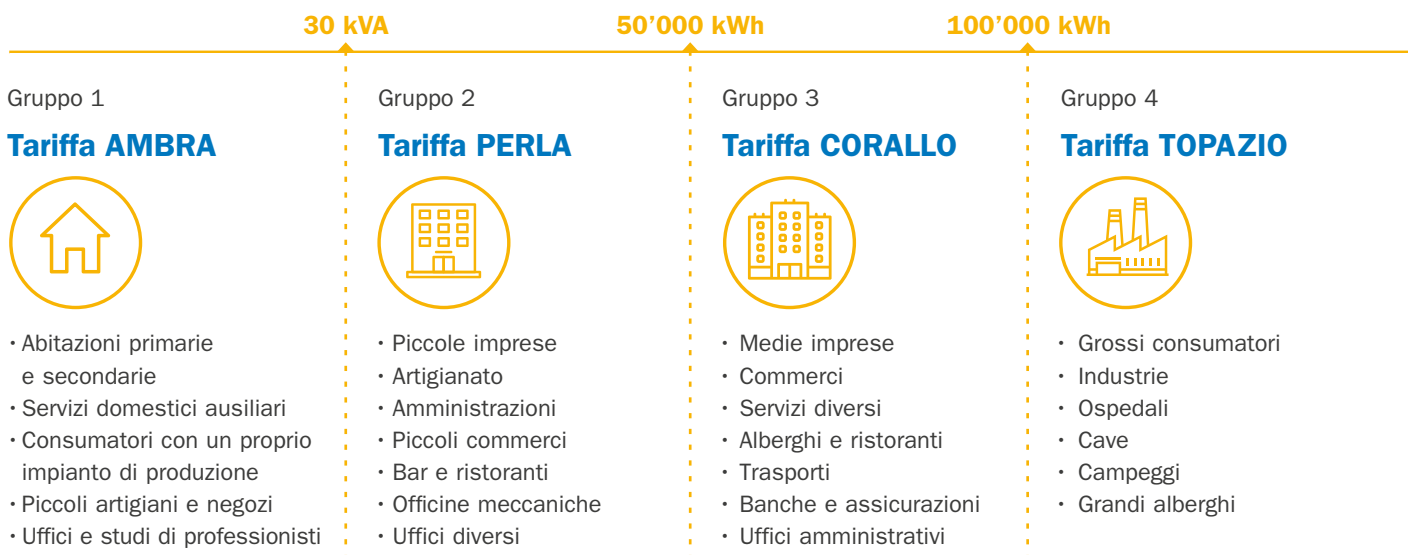 30 kVA
50’000 kWh
100’000 kWh
Gruppo 1
Tariffa AMBRA
· Abitazioni primarie
e secondarie
· Servizi domestici ausiliari
· Consumatori con un proprio
impianto di produzione
· Piccoli artigiani e negozi
· Uffici e studi di professionisti
Gruppo 2
Tariffa PERLA
· Piccole imprese
· Artigianato
· Amministrazioni
· Piccoli commerci
· Bar e ristoranti
· Officine meccaniche
· Uffici diversi
Gruppo 3
Tariffa CORALLO
· Medie imprese
· Commerci
· Servizi diversi
· Alberghi e ristoranti
· Trasporti
· Banche e assicurazioni
· Uffici amministrativi
Gruppo 4
Tariffa TOPAZIO
· Grossi consumatori
· Industrie
· Ospedali
· Cave
· Campeggi
· Grandi alberghi